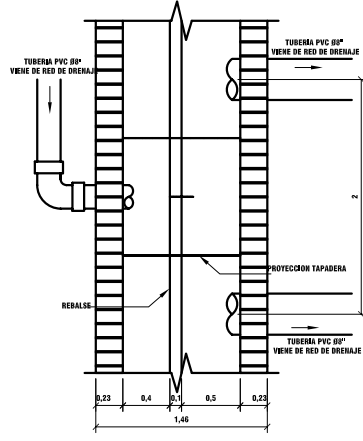 TUBERIA PVC Ø8"
VIENE DE RED DE DRENAJE
TUBERIA PVC Ø8"
VIENE DE RED DE DRENAJE
2
PROYECCION TAPADERA
REBALSE
TUBERIA PVC Ø8"
VIENE DE RED DE DRENAJE
0,23
0,4
0,1
0,5
0,23
1,46